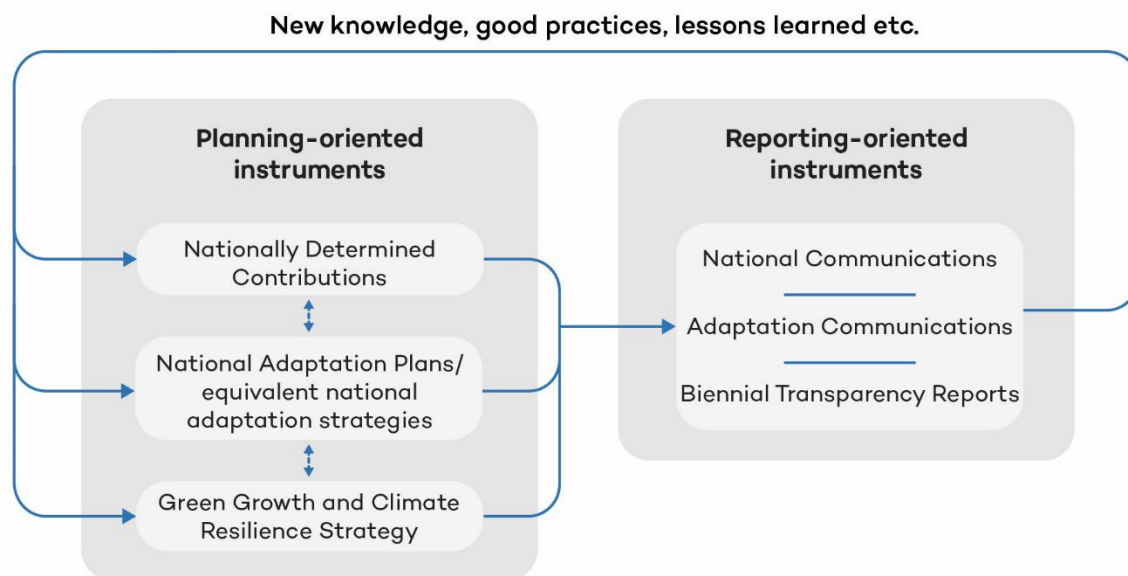 New knowledge, good practices, lessons learned etc.
Planning-oriented
instruments
Nationally Determined
Contributions
National Adaptation Plans/
equivalent national
adaptation strategies
Green Growth and Climate
Resilience Strategy
Reporting-oriented
instruments
National Communications
Adaptation Communications
Biennial Transparency Reports